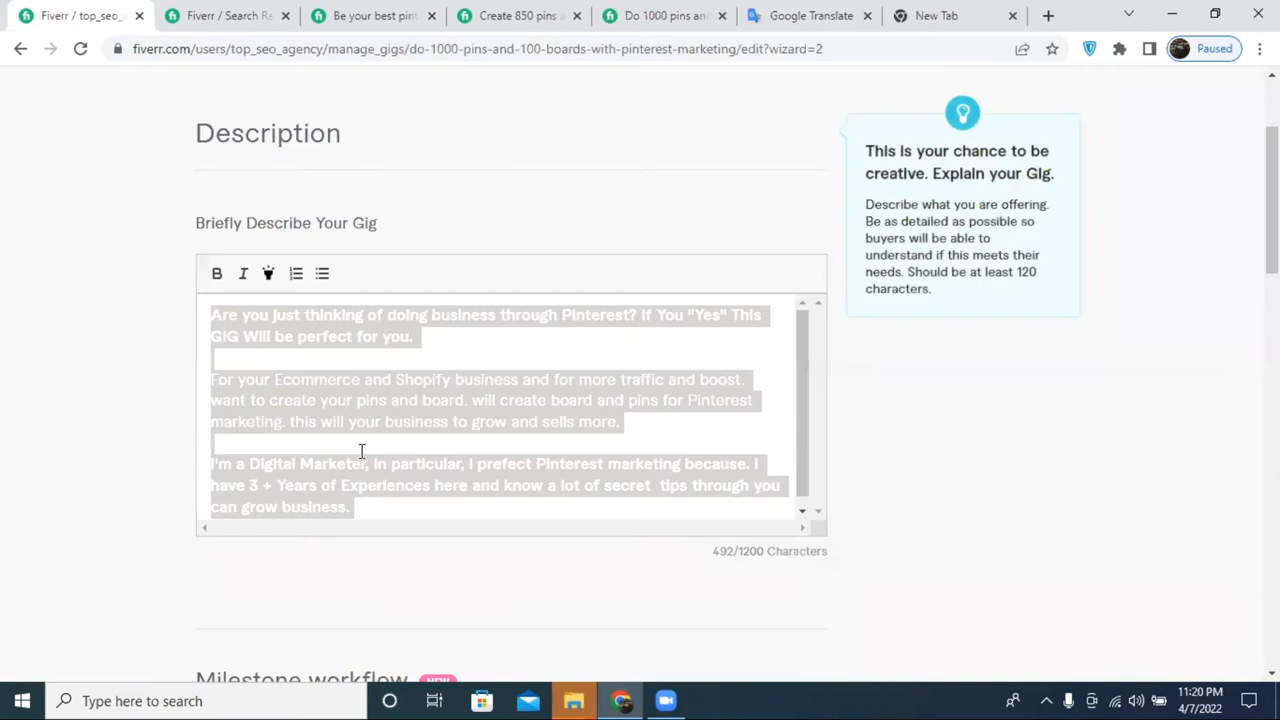 Fiverr / top_seo_
Fiverr / Search Re
Be your best pint
Create 850 pins a
Do 1000 pins and
Google Translate
New Tab
fiverr.com/users/top_seo_agency/manage_gigs/do-1000-pins-and-100-boards-with-pinterest-marketing/edit?wizard=2
Paused
Description
Briefly Describe Your Gig
B I
Are you just thinking of doing business through Pinterest? If You "Yes" This
GIG Will be perfect for you.
For your Ecommerce and Shopify business and for more traffic and boost.
want to create your pins and board. will create board and pins for Pinterest
marketing. this will your business to grow and sells more.
I'm a Digital Marketer, in particular, I prefect Pinterest marketing because. I
have 3 + Years of Experiences here and know a lot of secret  tips through you
can grow business.
492/1200 Characters
This is your chance to be
creative. Explain your Gig.
Describe what you are offering.
Be as detailed as possible so
buyers will be able to
understand if this meets their
needs. Should be at least 120
characters.
Milestone workflow NEW
Type here to search
11:20 PM
4/7/2022